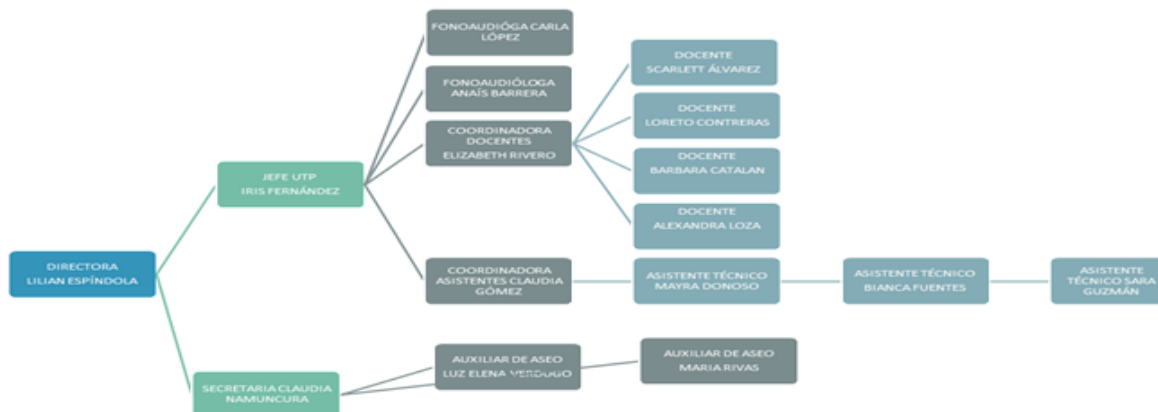 FONOAUDIÓGA CARLA
LÓPEZ
FONOAUDIÓLOGA
ANAÍS BARRERA
COORDINADORA
DOCENTES
ELIZABETH RIVERO
DOCENTE
SCARLETT ÁLVAREZ
DOCENTE
LORETO CONTRERAS
DOCENTE
BARBARA CATALAN
DOCENTE
ALEXANDRA LOZA
JEFE UTP
IRIS FERNÁNDEZ
DIRECTORA
LILIAN ESPÍNDOLA
COORDINADORA
ASISTENTES CLAUDIA
GÓMEZ
ASISTENTE TÉCNICO
MAYRA DONOSO
ASISTENTE TÉCNICO
BIANCA FUENTES
ASISTENTE
TÉCNICO SARA
GUZMÁN
SECRETARIA CLAUDIA
NAMUNCURA
AUXILIAR DE ASEO
LUZ ELENA VERDUGO
AUXILIAR DE ASEO
MARIA RIVAS